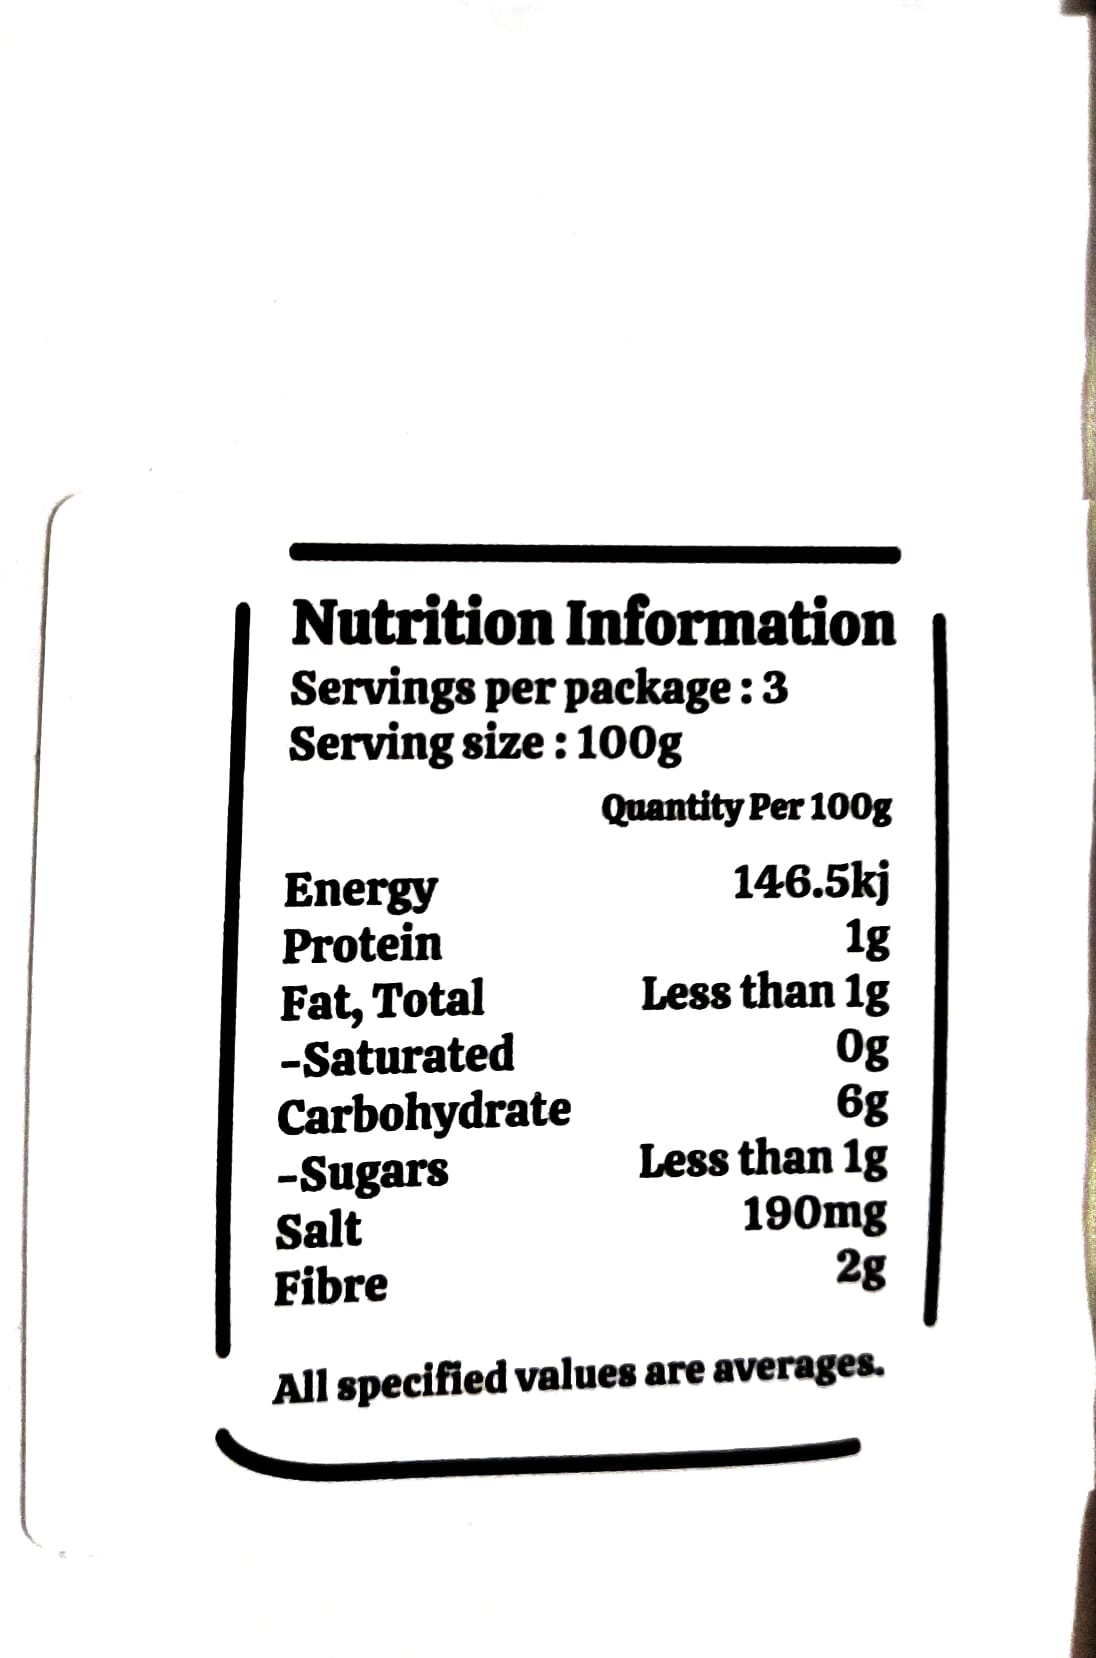 Nutrition Information
Servings per package : 3
Serving size : 100g
Quantity Per 100g
Energy 146.5kj
Protein 1g
Fat, Total Less than 1g
-Saturated 0g
Carbohydrate 6g
-Sugars Less than 1g
Salt 190mg
Fibre 2g
All specified values are averages.